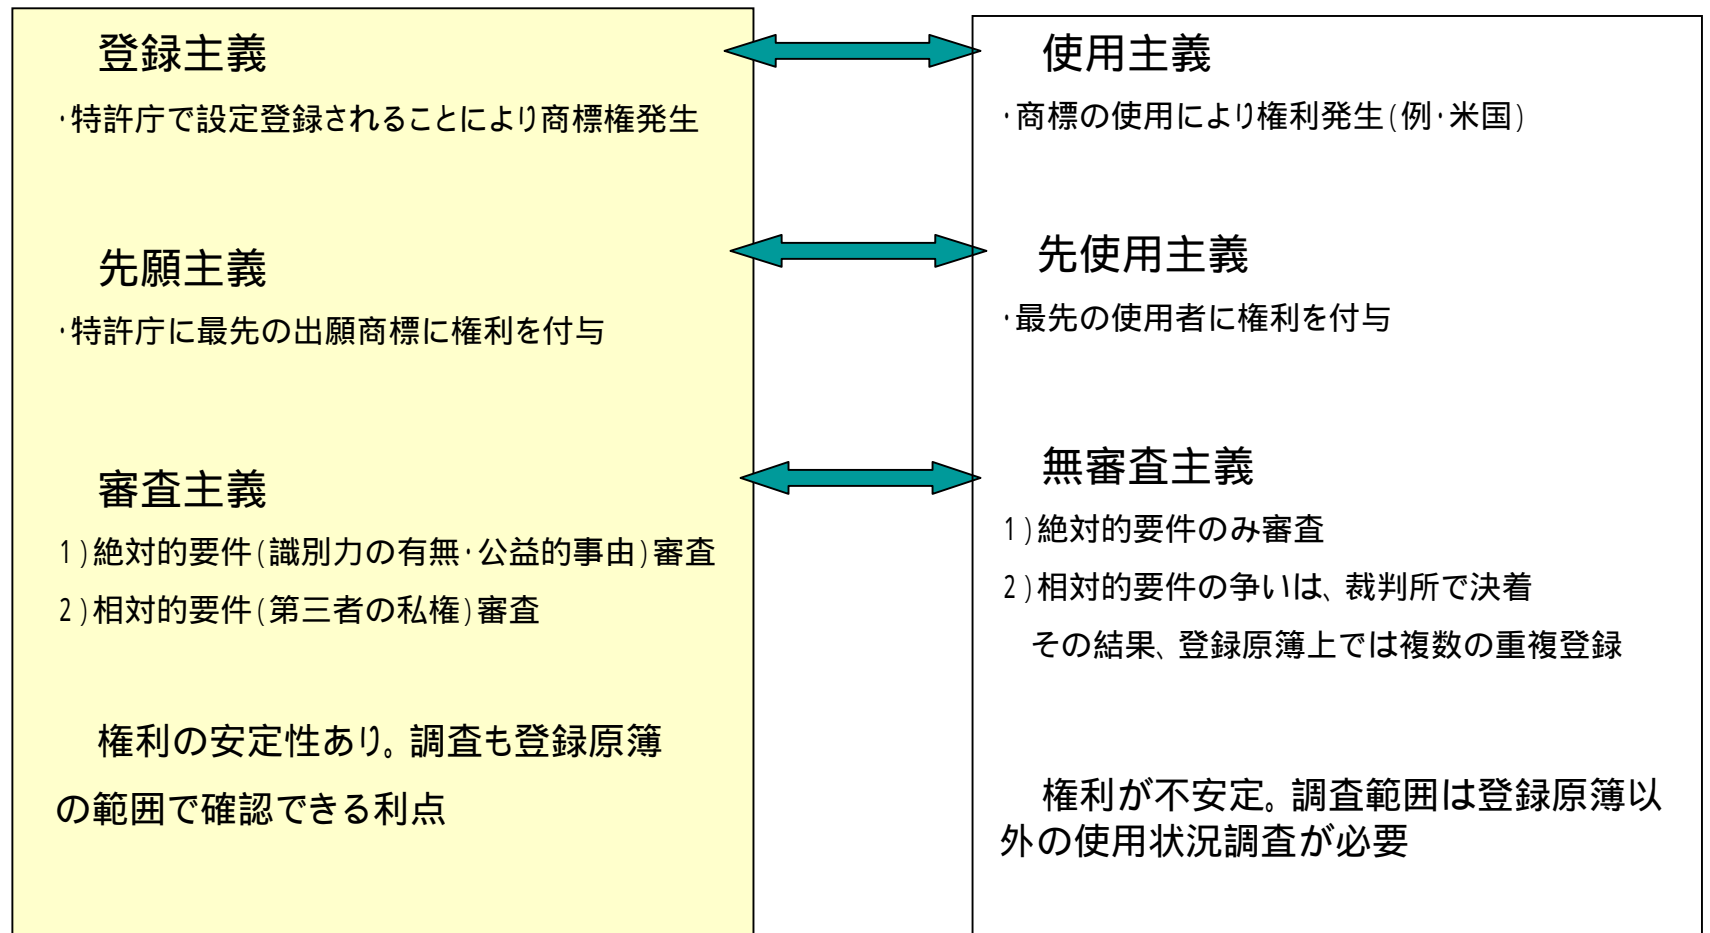 登録主義
・特許庁で設定登録されることにより商標権発生
先願主義
・特許庁に最先の出願商標に権利を付与
審査主義
1)絶対的要件(識別力の有無・公益的事由)審査
2)相対的要件(第三者の私権)審査
権利の安定性あり。調査も登録原簿
の範囲で確認できる利点
使用主義
・商標の使用により権利発生(例・米国)
先使用主義
・最先の使用者に権利を付与
無審査主義
1)絶対的要件のみ審査
2)相対的要件の争いは、裁判所で決着
その結果、登録原簿上では複数の重複登録
権利が不安定。調査範囲は登録原簿以
外の使用状況調査が必要